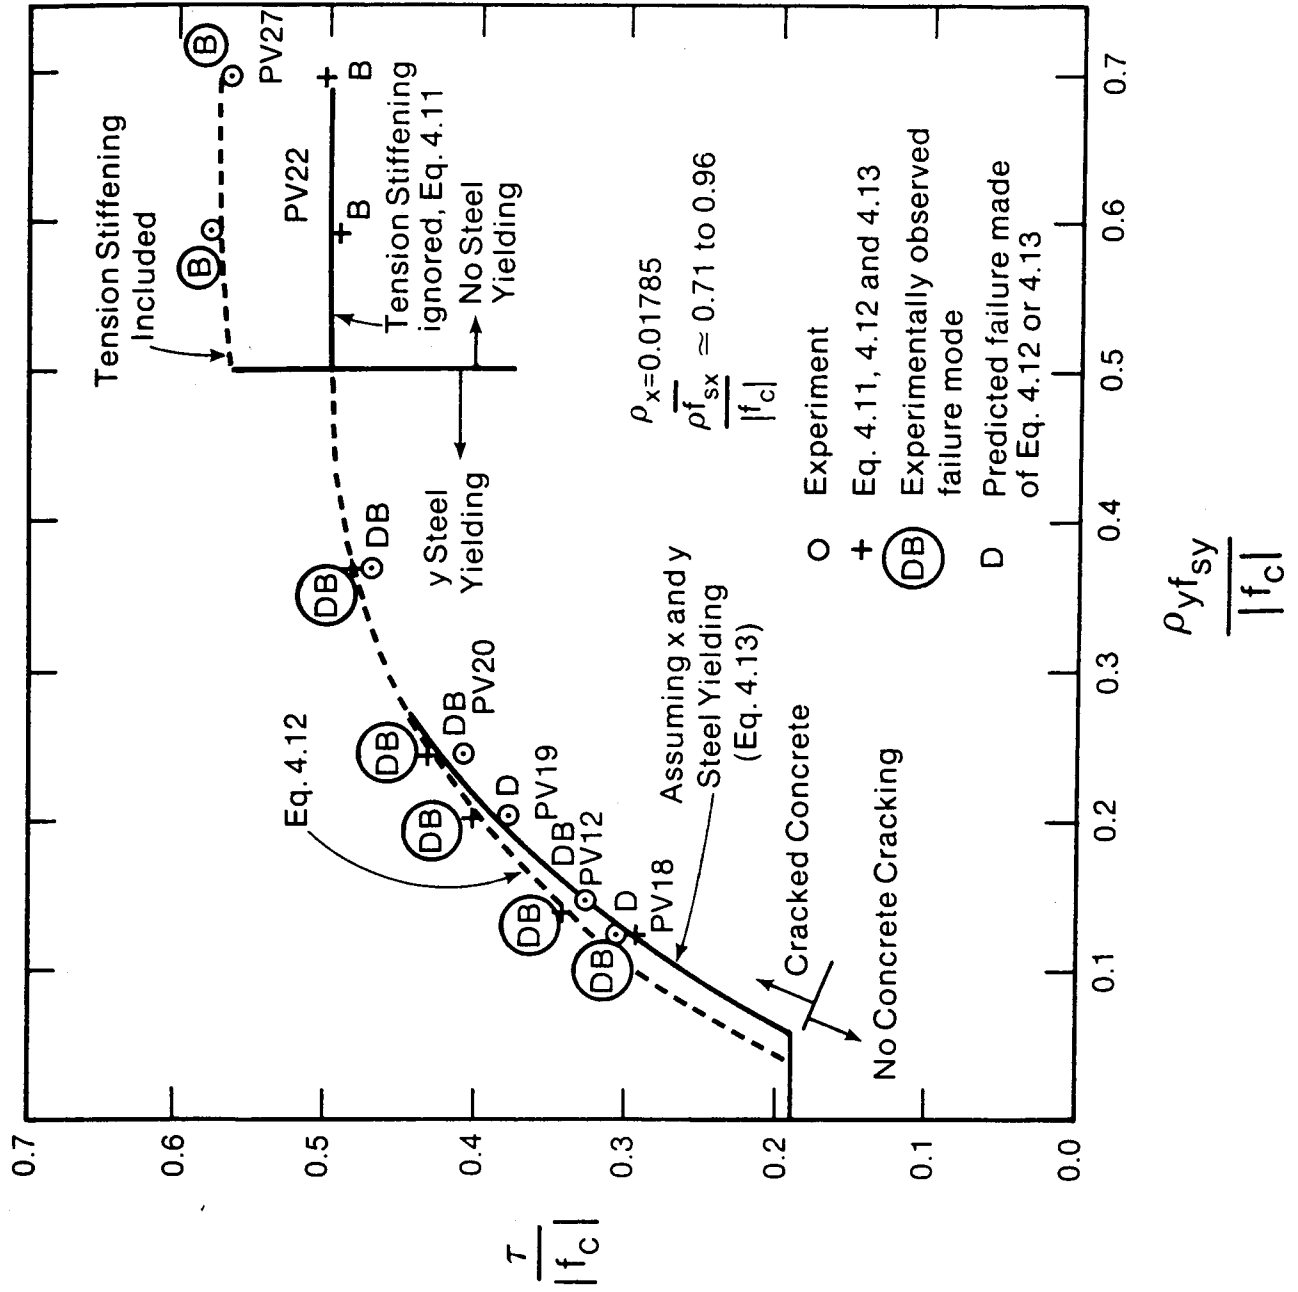 0.7
0.6
0.5
0.4
0.3
0.2
0.1
0.0
τ
|fc|
0.1
0.2
0.3
0.4
0.5
0.6
0.7
ρyfsy
|fc|
Tension Stiffening
Included
B
B
PV27
PV22
B
B
Tension Stiffening
ignored, Eq. 4.11
No Steel
Yielding
y Steel
Yielding
DB
DB
Eq. 4.12
DB
DB
PV20
DB
D
PV19
DB
DB
PV12
DB
D
PV18
Assuming x and y
Steel Yielding
(Eq. 4.13)
Cracked Concrete
No Concrete Cracking
ρx=0.01785
ρfsx ≃ 0.71 to 0.96
|fc|
Experiment
+ Eq. 4.11, 4.12 and 4.13
DB Experimentally observed
failure mode
D Predicted failure made
of Eq. 4.12 or 4.13